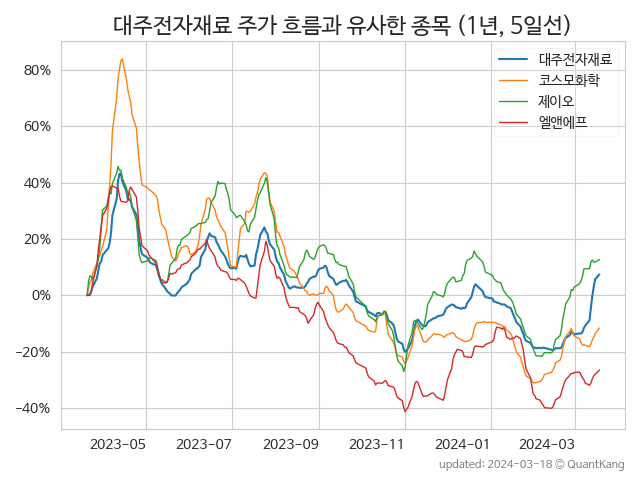 대주전자재료 주가 흐름과 유사한 종목 (1년, 5일선)
대주전자재료
코스모화학
제이오
엘앤에프
80%
60%
40%
20%
0%
−20%
−40%
2023-05
2023-07
2023-09
2023-11
2024-01
2024-03
updated: 2024-03-18 © QuantKang